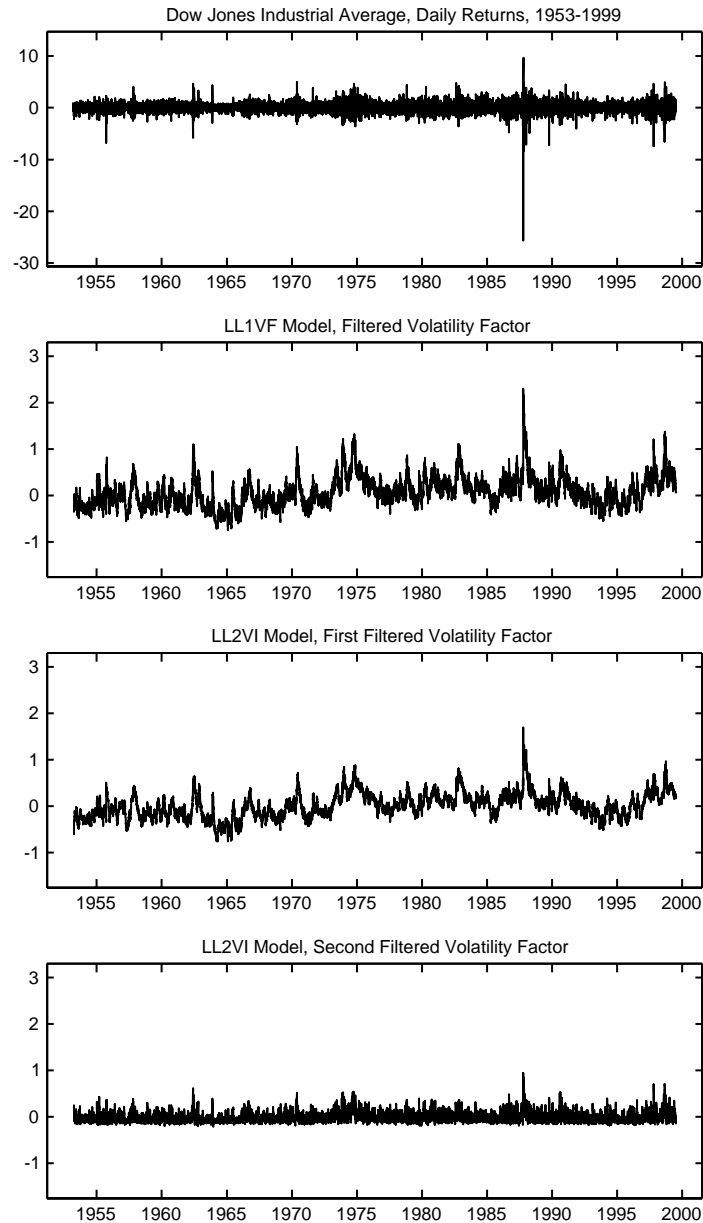 Dow Jones Industrial Average, Daily Returns, 1953-1999
10
0
-10
-20
-30
1955 1960 1965 1970 1975 1980 1985 1990 1995 2000
LL1VF Model, Filtered Volatility Factor
3
2
1
0
-1
1955 1960 1965 1970 1975 1980 1985 1990 1995 2000
LL2VI Model, First Filtered Volatility Factor
3
2
1
0
-1
1955 1960 1965 1970 1975 1980 1985 1990 1995 2000
LL2VI Model, Second Filtered Volatility Factor
3
2
1
0
-1
1955 1960 1965 1970 1975 1980 1985 1990 1995 2000